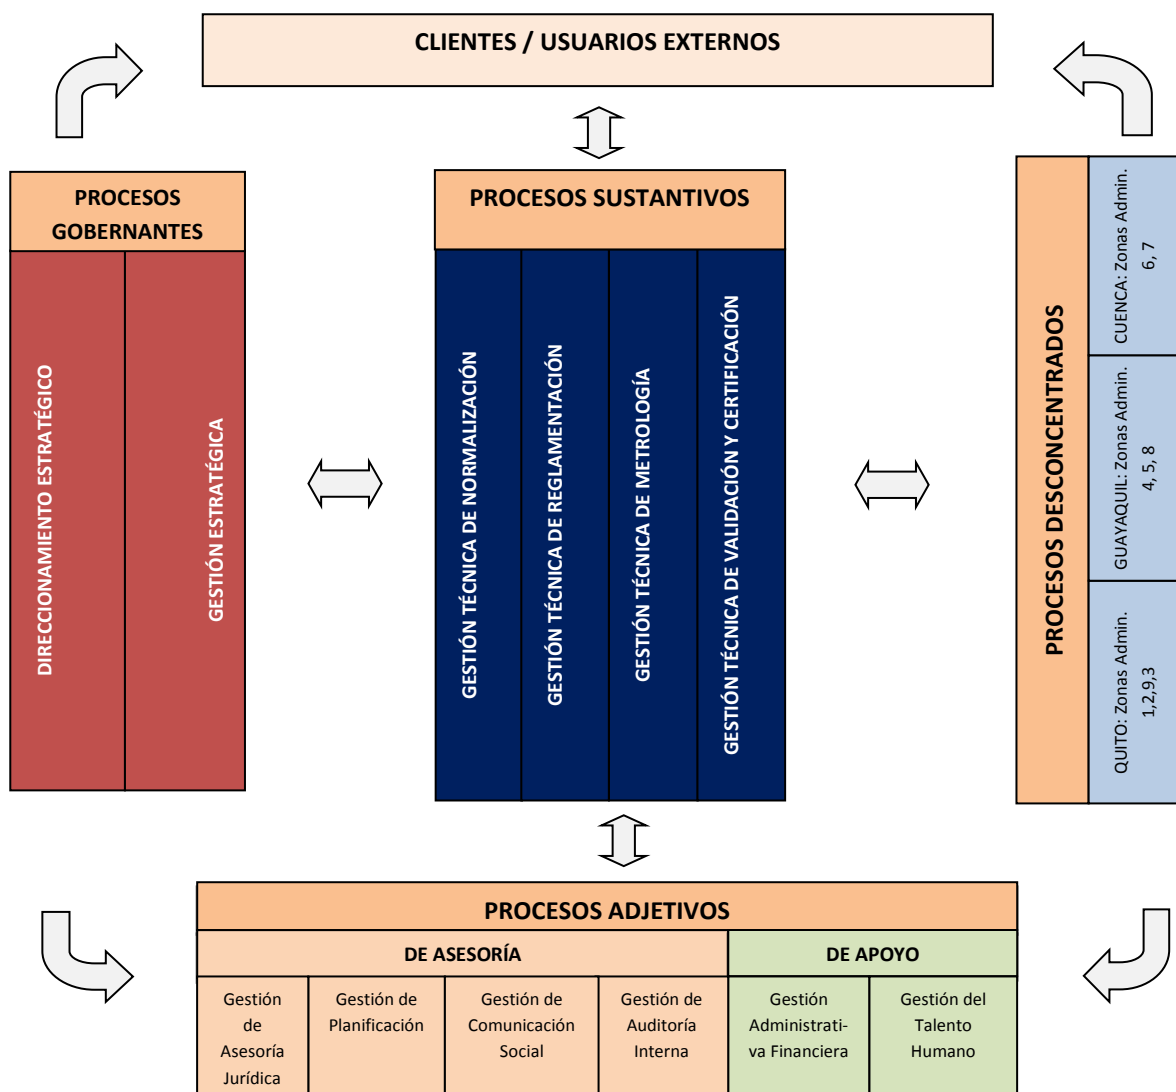 CLIENTES / USUARIOS EXTERNOS
PROCESOS
GOBERNANTES
DIRECCIONAMIENTO ESTRATÉGICO
GESTIÓN ESTRATÉGICA
PROCESOS SUSTANTIVOS
GESTIÓN TÉCNICA DE NORMALIZACIÓN
GESTIÓN TÉCNICA DE REGLAMENTACIÓN
GESTIÓN TÉCNICA DE METROLOGÍA
GESTIÓN TÉCNICA DE VALIDACIÓN Y CERTIFICACIÓN
PROCESOS DESCONCENTRADOS
CUENCA: Zonas Admin.
6, 7
GUAYAQUIL: Zonas Admin.
4, 5, 8
QUITO: Zonas Admin.
1,2,9,3
PROCESOS ADJETIVOS
DE ASESORÍA
DE APOYO
Gestión
de
Asesoría
Jurídica
Gestión de
Planificación
Gestión de
Comunicación
Social
Gestión de
Auditoría
Interna
Gestión
Administrati-
va Financiera
Gestión del
Talento
Humano